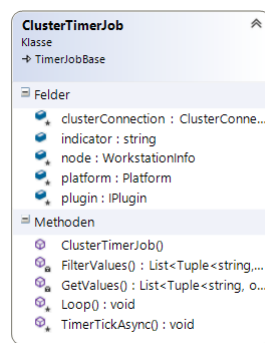 ClusterTimerJob
Klasse
TimerJobBase
Felder
clusterConnection : ClusterConne...
indicator : string
node : WorkstationInfo
platform : Platform
plugin : IPlugin
Methoden
ClusterTimerJob()
FilterValues() : List<Tuple<string,...
GetValues() : List<Tuple<string, o...
Loop() : void
TimerTickAsync() : void